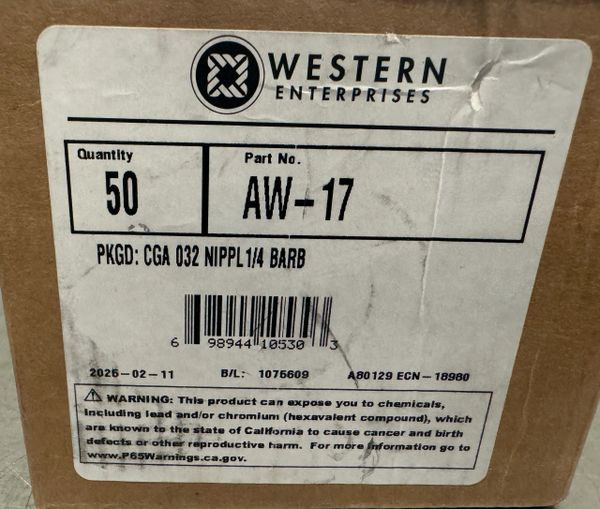 WESTERN
ENTERPRISES
Quantity
50
Part No.
AW-17
PKGD: CGA 032 NIPPL 1/4 BARB
6 98944 10530 3
2026-02-11 B/L: 1075609 A80129 ECN-18980
WARNING: This product can expose you to chemicals,
including lead and/or chromium (hexavalent compound), which
are known to the state of California to cause cancer and birth
defects or other reproductive harm. For more information go to
www.P65Warnings.ca.gov.